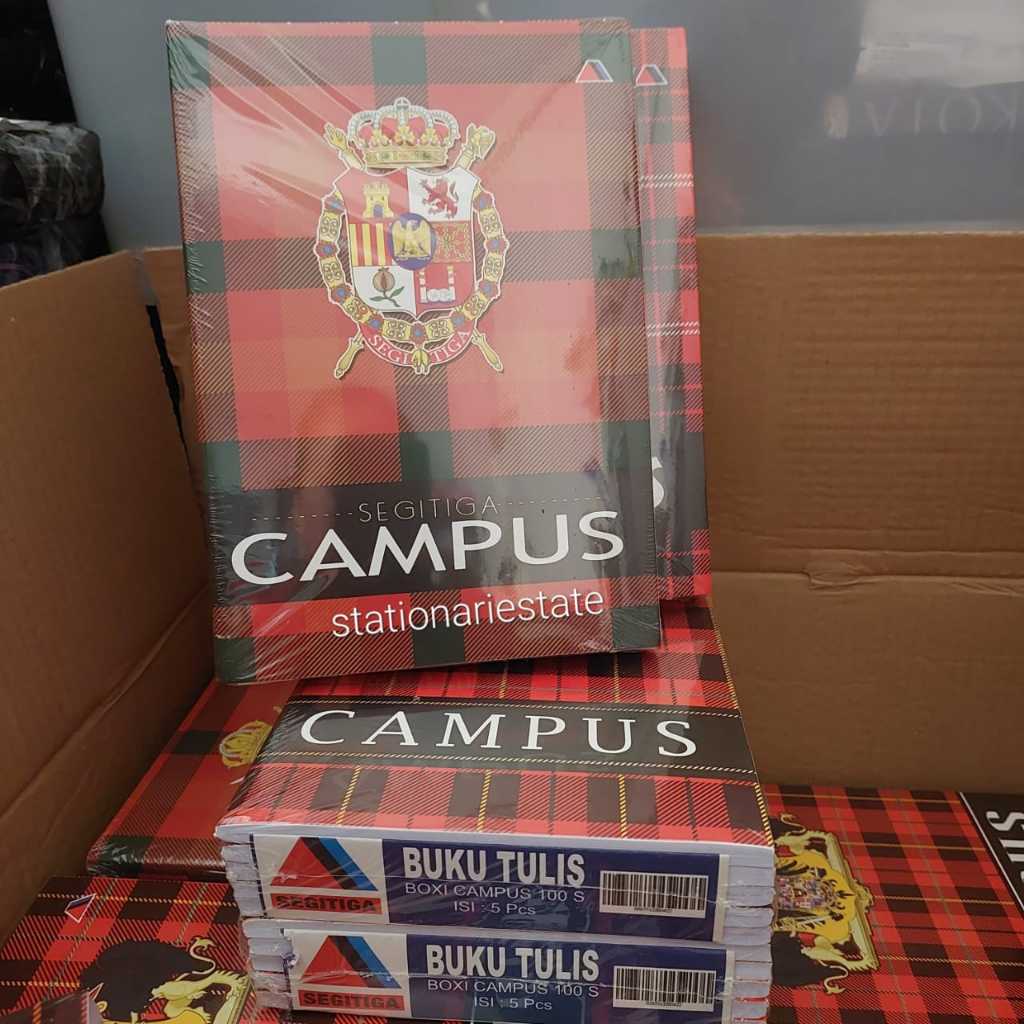 SEGITIGA
SEGITIGA
CAMPUS
stationariestate
CAMPUS
BUKU TULIS
BOXI CAMPUS 100 S
ISI : 5 Pcs
SEGITIGA
BUKU TULIS
BOXI CAMPUS 100 S
ISI : 5 Pcs
SEGITIGA